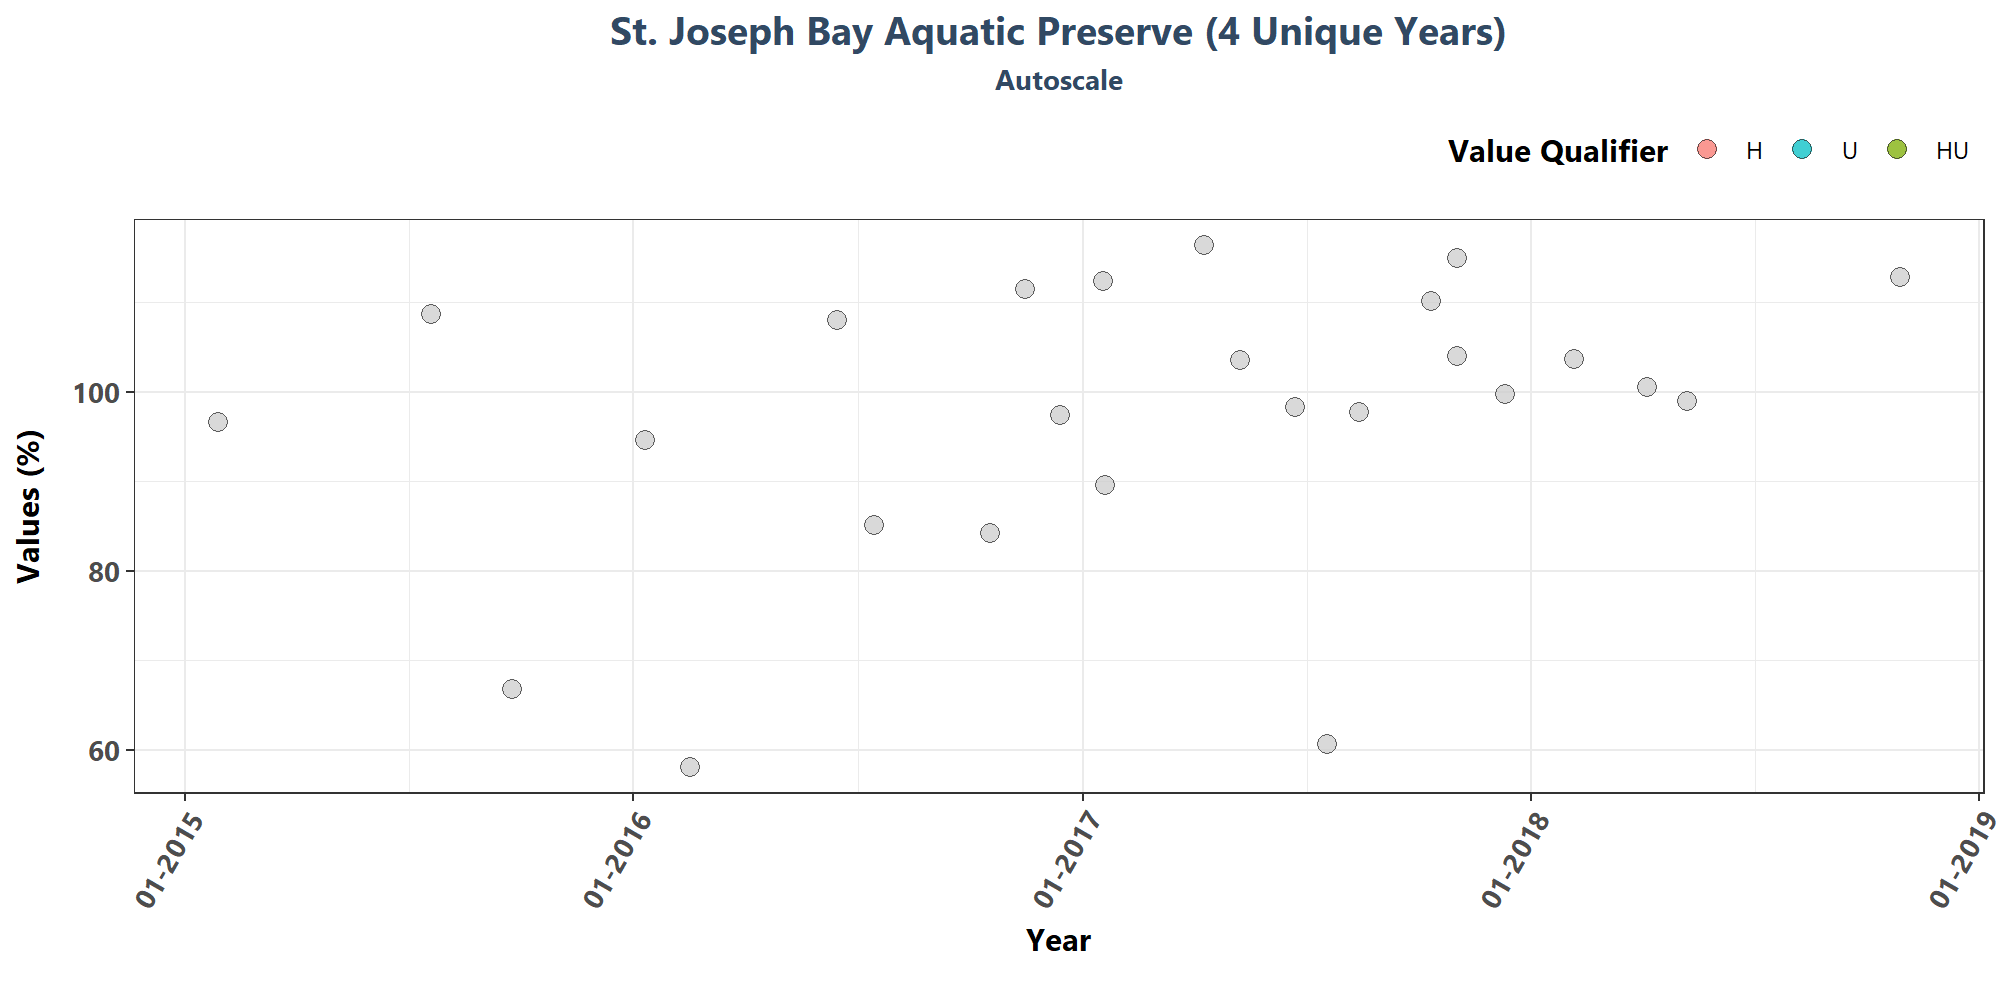 St. Joseph Bay Aquatic Preserve (4 Unique Years)
Autoscale
Value Qualifier H U HU
Values (%)
100
80
60
01-2015 01-2016 01-2017 01-2018 01-2019
Year